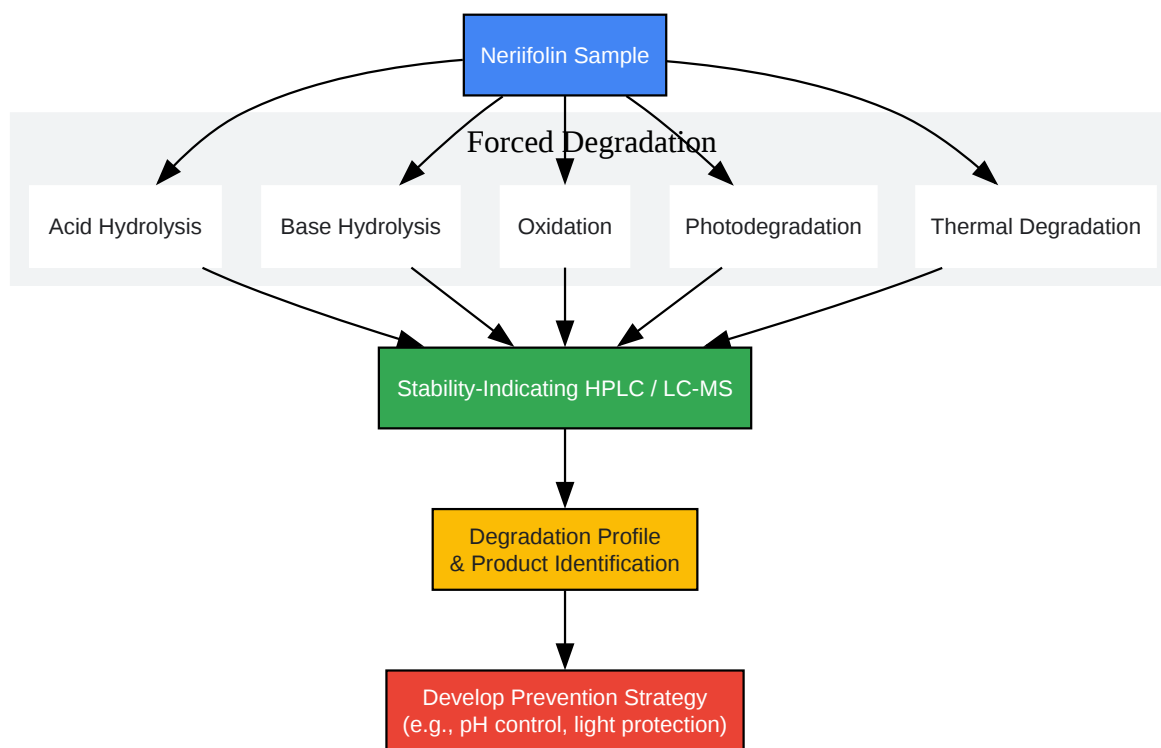 Neriifolin Sample
Forced Degradation
Acid Hydrolysis
Base Hydrolysis
Oxidation
Photodegradation
Thermal Degradation
Stability-Indicating HPLC / LC-MS
Degradation Profile
& Product Identification
Develop Prevention Strategy
(e.g., pH control, light protection)